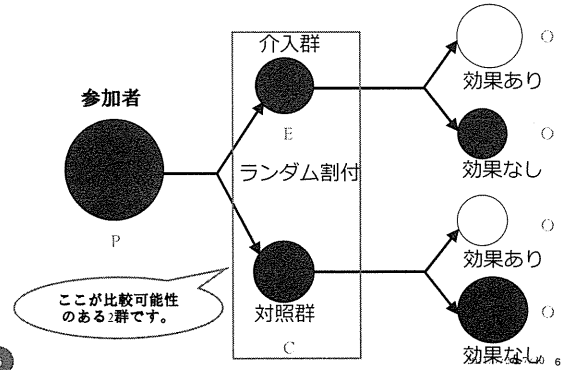 介入群
参加者
E
ランダム割付
P
ここが比較可能性
のある2群です。
対照群
C
効果あり
O
効果なし
O
効果あり
O
効果なし
O
6